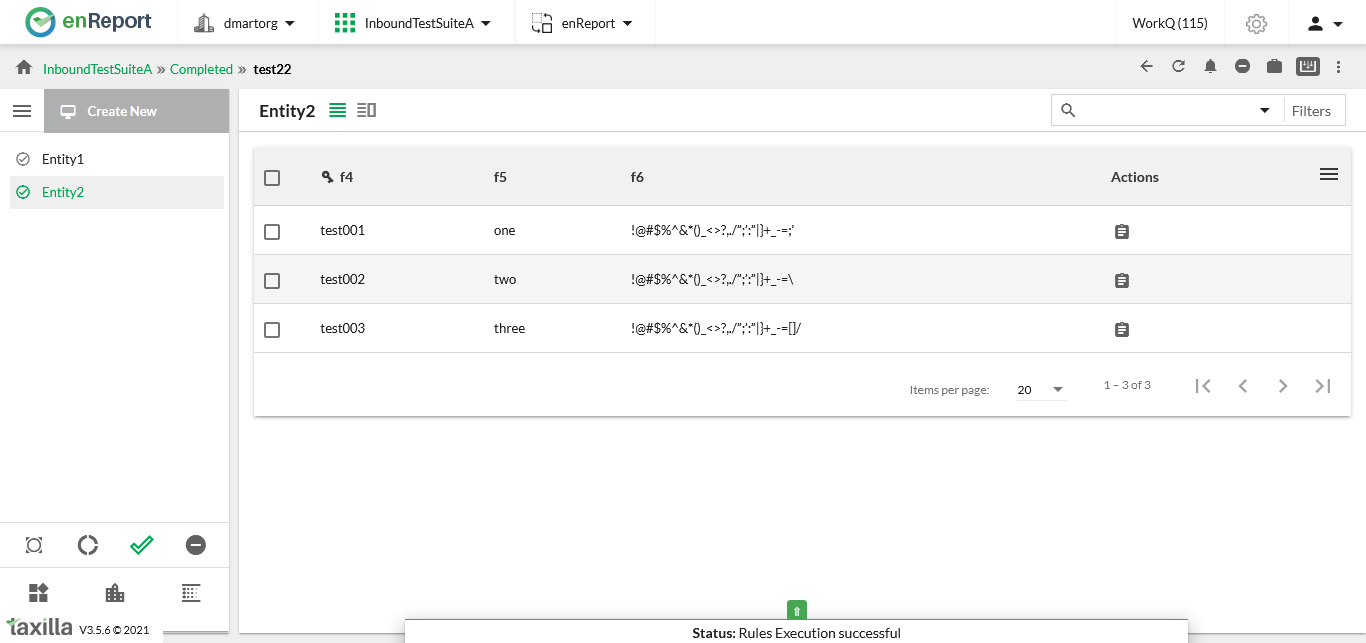 enReport dmartorg InboundTestSuiteA enReport WorkQ (115)
InboundTestSuiteA » Completed » test22
Create New
Entity2
Filters
Entity1
Entity2
f4 f5 f6 Actions
test001 one !@#$%^&*()_<>?,./";':"|}+_-=;'
test002 two !@#$%^&*()_<>?,./";':"|}+_-=\
test003 three !@#$%^&*()_<>?,./";':"|}+_-=[]/
Items per page: 20 1 – 3 of 3
taxilla V3.5.6 © 2021
Status: Rules Execution successful